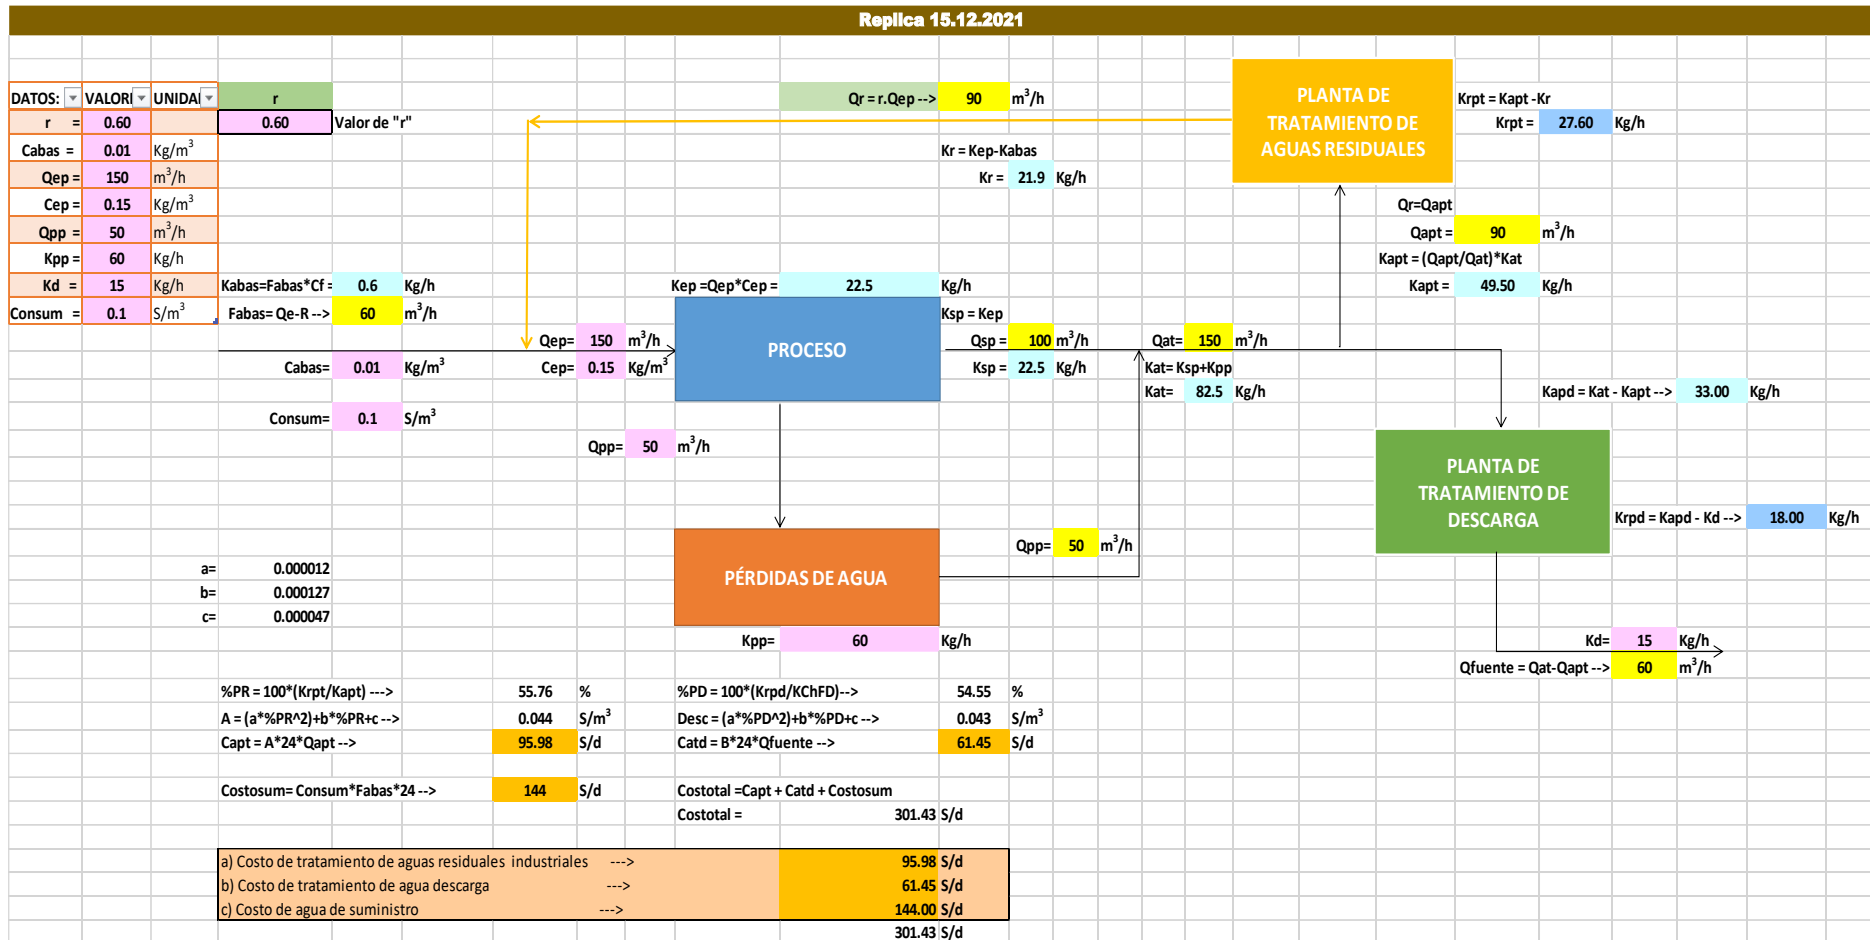 Replica 15.12.2021
DATOS: VALORI UNIDAI r
r = 0.60 0.60 Valor de "r"
Cabas = 0.01 Kg/m³
Qep = 150 m³/h
Cep = 0.15 Kg/m³
Qpp = 50 m³/h
Kpp = 60 Kg/h
Kd = 15 Kg/h
Consum = 0.1 S/m³
Qr = r.Qep --> 90 m³/h
Kr = Kep-Kabas
Kr = 21.9 Kg/h
PLANTA DE
TRATAMIENTO DE
AGUAS RESIDUALES
Krpt = Kapt -Kr
Krpt = 27.60 Kg/h
Qr=Qapt
Qapt = 90 m³/h
Kapt = (Qapt/Qat)*Kat
Kapt = 49.50 Kg/h
Kabas=Fabas*Cf = 0.6 Kg/h
Fabas= Qe-R --> 60 m³/h
Cabas= 0.01 Kg/m³
Consum= 0.1 S/m³
Qep= 150 m³/h
Cep= 0.15 Kg/m³
Kep =Qep*Cep = 22.5 Kg/h
PROCESO
Ksp = Kep
Qsp = 100 m³/h
Ksp = 22.5 Kg/h
Qat= 150 m³/h
Kat= Ksp+Kpp
Kat= 82.5 Kg/h
Kapd = Kat - Kapt --> 33.00 Kg/h
Qpp= 50 m³/h
PLANTA DE
TRATAMIENTO DE
DESCARGA
Krpd = Kapd - Kd --> 18.00 Kg/h
Qpp= 50 m³/h
PÉRDIDAS DE AGUA
Kpp= 60 Kg/h
a= 0.000012
b= 0.000127
c= 0.000047
Kd= 15 Kg/h
Qfuente = Qat-Qapt --> 60 m³/h
%PR = 100*(Krpt/Kapt) ---> 55.76 %
A = (a*%PR^2)+b*%PR+c --> 0.044 S/m³
Capt = A*24*Qapt --> 95.98 S/d
%PD = 100*(Krpd/KChFD)--> 54.55 %
Desc = (a*%PD^2)+b*%PD+c --> 0.043 S/m³
Catd = B*24*Qfuente --> 61.45 S/d
Costosum= Consum*Fabas*24 --> 144 S/d
Costotal =Capt + Catd + Costosum
Costotal = 301.43 S/d
a) Costo de tratamiento de aguas residuales industriales ---> 95.98 S/d
b) Costo de tratamiento de agua descarga ---> 61.45 S/d
c) Costo de agua de suministro ---> 144.00 S/d
301.43 S/d